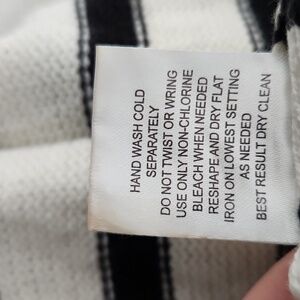 HAND WASH COLD
SEPARATELY
DO NOT TWIST OR WRING
USE ONLY NON-CHLORINE
BLEACH WHEN NEEDED
RESHAPE AND DRY FLAT
IRON ON LOWEST SETTING
AS NEEDED
BEST RESULT DRY CLEAN